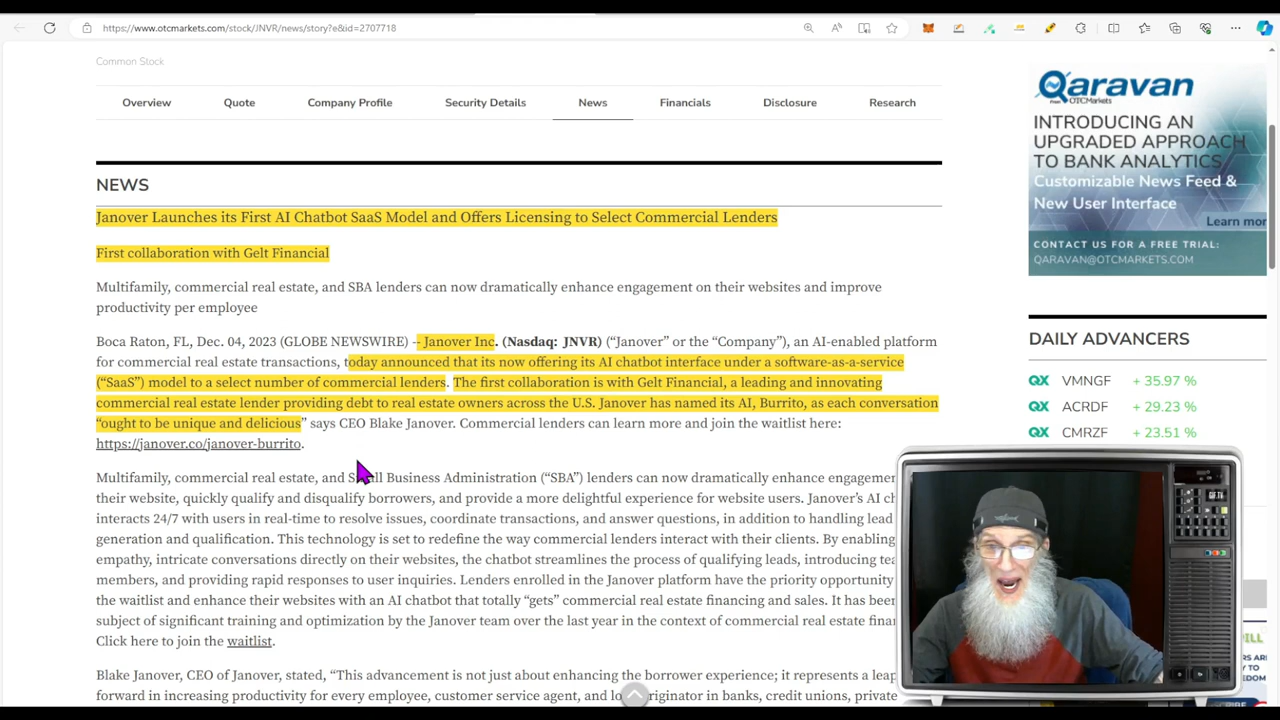 https://www.otcmarkets.com/stock/JNVR/news/story?e&id=2707718
Common Stock
Overview Quote Company Profile Security Details News Financials Disclosure Research
NEWS
Janover Launches its First AI Chatbot SaaS Model and Offers Licensing to Select Commercial Lenders
First collaboration with Gelt Financial
Multifamily, commercial real estate, and SBA lenders can now dramatically enhance engagement on their websites and improve
productivity per employee
Boca Raton, FL, Dec. 04, 2023 (GLOBE NEWSWIRE) -- Janover Inc. (Nasdaq: JNVR) (“Janover” or the “Company”), an AI-enabled platform
for commercial real estate transactions, today announced that its now offering its AI chatbot interface under a software-as-a-service
(“SaaS”) model to a select number of commercial lenders. The first collaboration is with Gelt Financial, a leading and innovating
commercial real estate lender providing debt to real estate owners across the U.S. Janover has named its AI, Burrito, as each conversation
“ought to be unique and delicious” says CEO Blake Janover. Commercial lenders can learn more and join the waitlist here:
https://janover.co/janover-burrito.
Multifamily, commercial real estate, and Small Business Administration (“SBA”) lenders can now dramatically enhance engagemen
their website, quickly qualify and disqualify borrowers, and provide a more delightful experience for website users. Janover’s AI ch
interacts 24/7 with users in real-time to resolve issues, coordinate transactions, and answer questions, in addition to handling lead
generation and qualification. This technology is set to redefine the way commercial lenders interact with their clients. By enabling
empathy, intricate conversations directly on their websites, the chatbot streamlines the process of qualifying leads, introducing tea
members, and providing rapid responses to user inquiries. Lenders enrolled in the Janover platform have the priority opportunity
the waitlist and enhance their websites with an AI chatbot that truly “gets” commercial real estate financing and sales. It has been
subject of significant training and optimization by the Janover team over the last year in the context of commercial real estate finan
Click here to join the waitlist.
Blake Janover, CEO of Janover, stated, “This advancement is not just about enhancing the borrower experience; it represents a leap
forward in increasing productivity for every employee, customer service agent, and loan originator in banks, credit unions, private
Qaravan
from OTCMarkets
INTRODUCING AN
UPGRADED APPROACH
TO BANK ANALYTICS
Customizable News Feed &
New User Interface
Learn mor
CONTACT US FOR A FREE TRIAL:
QARAVAN@OTCMARKETS.COM
DAILY ADVANCERS
QX VMNGF + 35.97 %
QX ACRDF + 29.23 %
QX CMRZF + 23.51 %